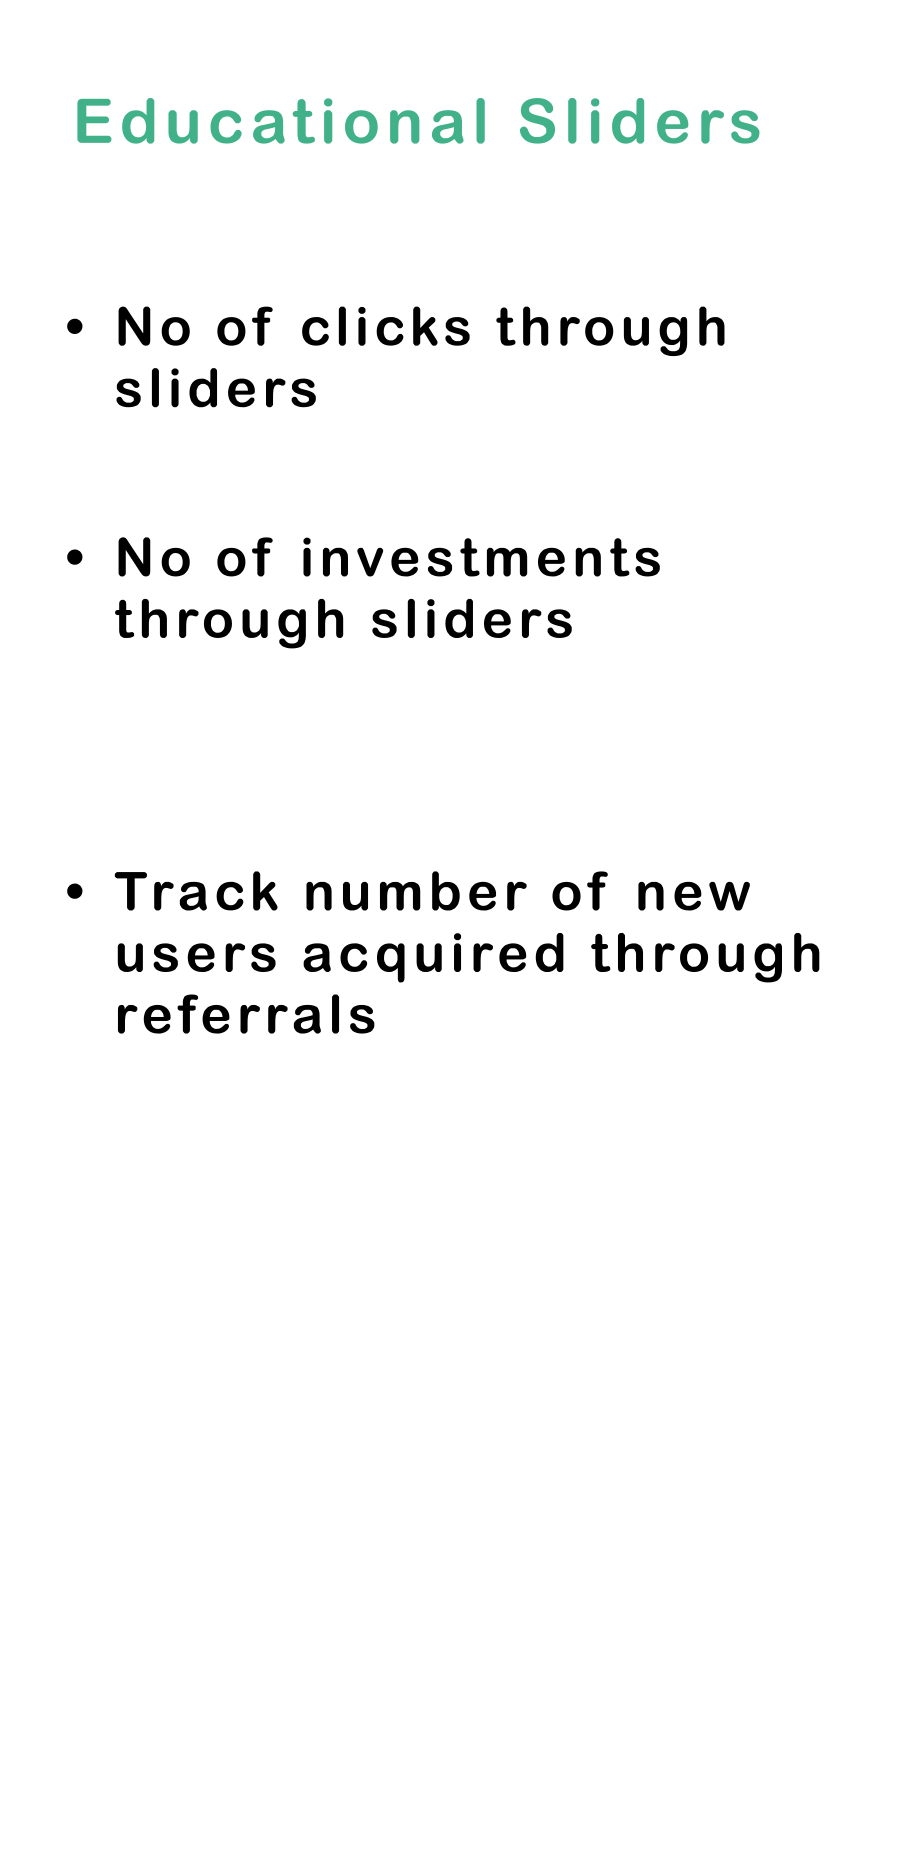 Educational Sliders
• No of clicks through
sliders
• No of investments
through sliders
• Track number of new
users acquired through
referrals